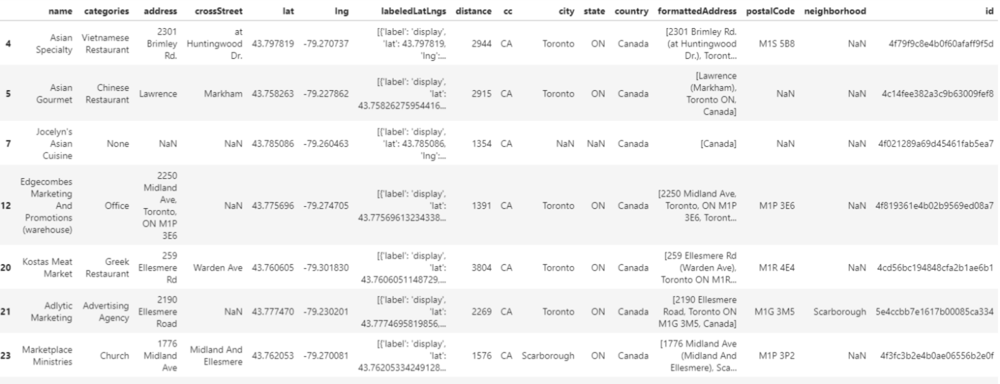 name categories address crossStreet lat lng labeledLatLngs distance cc city state country formattedAddress postalCode neighborhood id
4 Asian Specialty Vietnamese Restaurant 2301 Brimley Rd. at Huntingwood Dr. 43.797819 -79.270737 [{'label': 'display', 'lat': 43.797819, 'lng':... 2944 CA Toronto ON Canada [2301 Brimley Rd. (at Huntingwood Dr.), Toront... M1S 5B8 NaN 4f79f9c8e4b0f60afaff9f5d
5 Asian Gourmet Chinese Restaurant Lawrence Markham 43.758263 -79.227862 [{'label': 'display', 'lat': 43.75826275954416... 2915 CA Toronto ON Canada [Lawrence (Markham), Toronto ON, Canada] NaN NaN 4c14fee382a3c9b63009fef8
7 Jocelyn's Asian Cuisine None NaN NaN 43.785086 -79.260463 [{'label': 'display', 'lat': 43.785086, 'lng':... 1354 CA NaN NaN Canada [Canada] NaN NaN 4f021289a69d45461fab5ea7
12 Edgecombes Marketing And Promotions (warehouse) Office 2250 Midland Ave, Toronto, ON M1P 3E6 NaN 43.775696 -79.274705 [{'label': 'display', 'lat': 43.77569613234338... 1391 CA Toronto ON Canada [2250 Midland Ave, Toronto, ON M1P 3E6, Toront... M1P 3E6 NaN 4f819361e4b02b9569ed08a7
20 Kostas Meat Market Greek Restaurant 259 Ellesmere Rd Warden Ave 43.760605 -79.301830 [{'label': 'display', 'lat': 43.7606051148729,... 3804 CA Toronto ON Canada [259 Ellesmere Rd (Warden Ave), Toronto ON M1R... M1R 4E4 NaN 4cd56bc194848cfa2b1ae6b1
21 Adlytic Marketing Advertising Agency 2190 Ellesmere Road NaN 43.777470 -79.230201 [{'label': 'display', 'lat': 43.7774695819856,... 2269 CA Toronto ON Canada [2190 Ellesmere Road, Toronto ON M1G 3M5, Canada] M1G 3M5 Scarborough 5e4ccbb7e1617b00085ca334
23 Marketplace Ministries Church 1776 Midland Ave Midland And Ellesmere 43.762053 -79.270081 [{'label': 'display', 'lat': 43.76205334249128... 1576 CA Scarborough ON Canada [1776 Midland Ave (Midland And Ellesmere), Sca... M1P 3P2 NaN 4f3fc3b2e4b0ae06556b2e0f